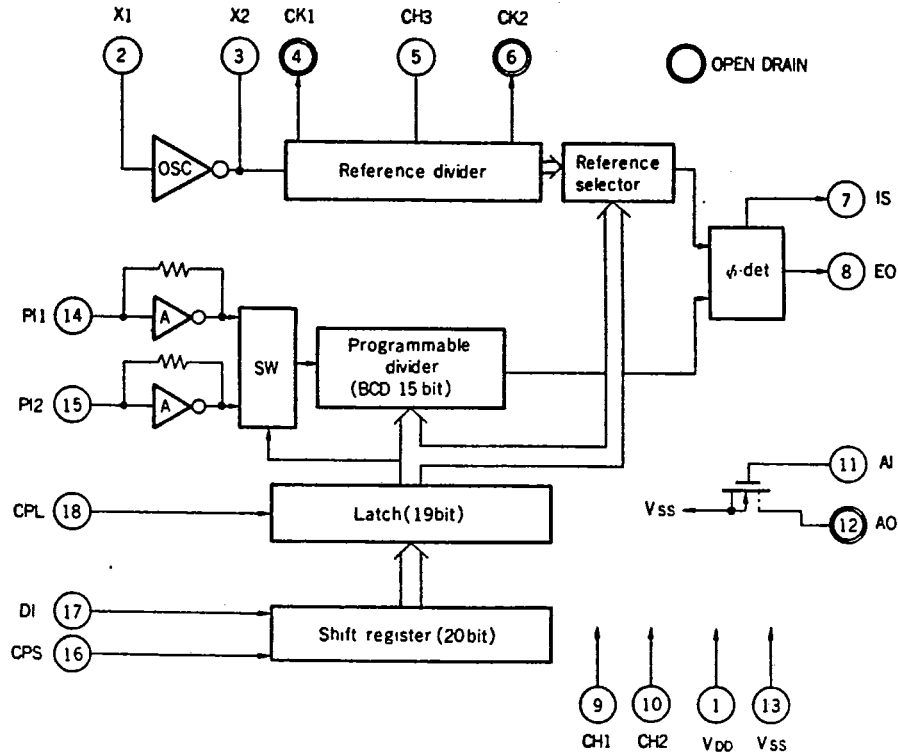 X1 X2 CK1 CH3 CK2
2 3 4 5 6 OPEN DRAIN
OSC
Reference divider
Reference
selector
7 IS
φ-det
8 EO
PI1 14 A
SW
Programmable
divider
(BCD 15 bit)
PI2 15 A
11 AI
CPL 18
Latch (19bit)
VSS
12 AO
DI 17
Shift register (20bit)
CPS 16
9 10 1 13
CH1 CH2 VDD VSS